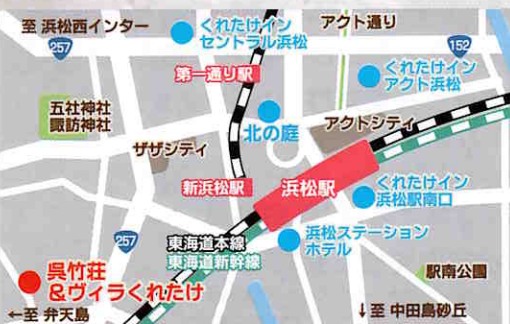 至 浜松西インター
257
くれたけイン
セントラル浜松
アクト通り
152
第一通り駅
くれたけイン
アクト浜松
五社神社
諏訪神社
北の庭
アクトシティ
ザザシティ
新浜松駅
浜松駅
くれたけイン
浜松駅南口
257
東海道本線
東海道新幹線
浜松ステーション
ホテル
呉竹荘
&ヴィラくれたけ
駅南公園
←至 弁天島
↓至 中田島砂丘